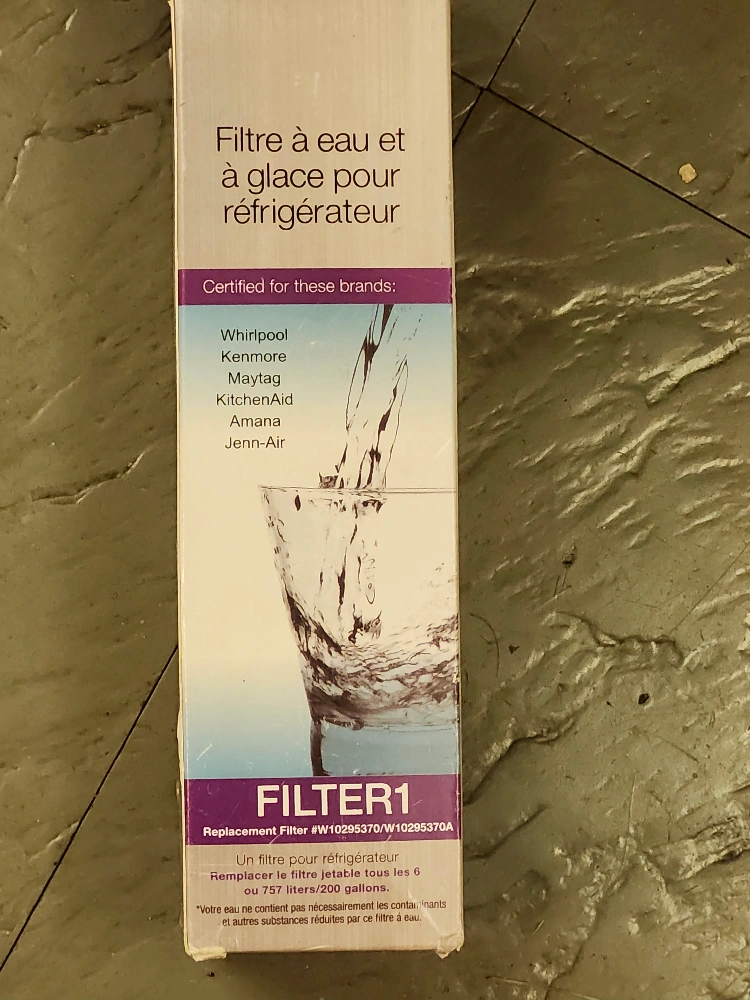 Filtre à eau et
à glace pour
réfrigérateur
Certified for these brands:
Whirlpool
Kenmore
Maytag
KitchenAid
Amana
Jenn-Air
FILTER1
Replacement Filter #W10295370/W10295370A
Un filtre pour réfrigérateur
Remplacer le filtre jetable tous les 6
ou 757 liters/200 gallons.
*Votre eau ne contient pas nécessairement les contaminants
et autres substances réduites par ce filtre á eau.